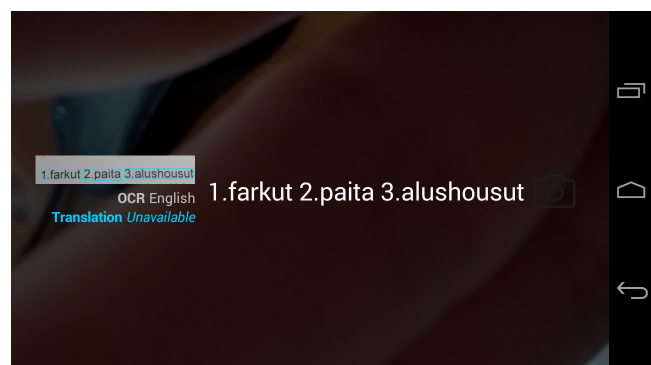 1.farkut 2.paita 3.alushousut
OCR English
Translation Unavailable
1.farkut 2.paita 3.alushousut